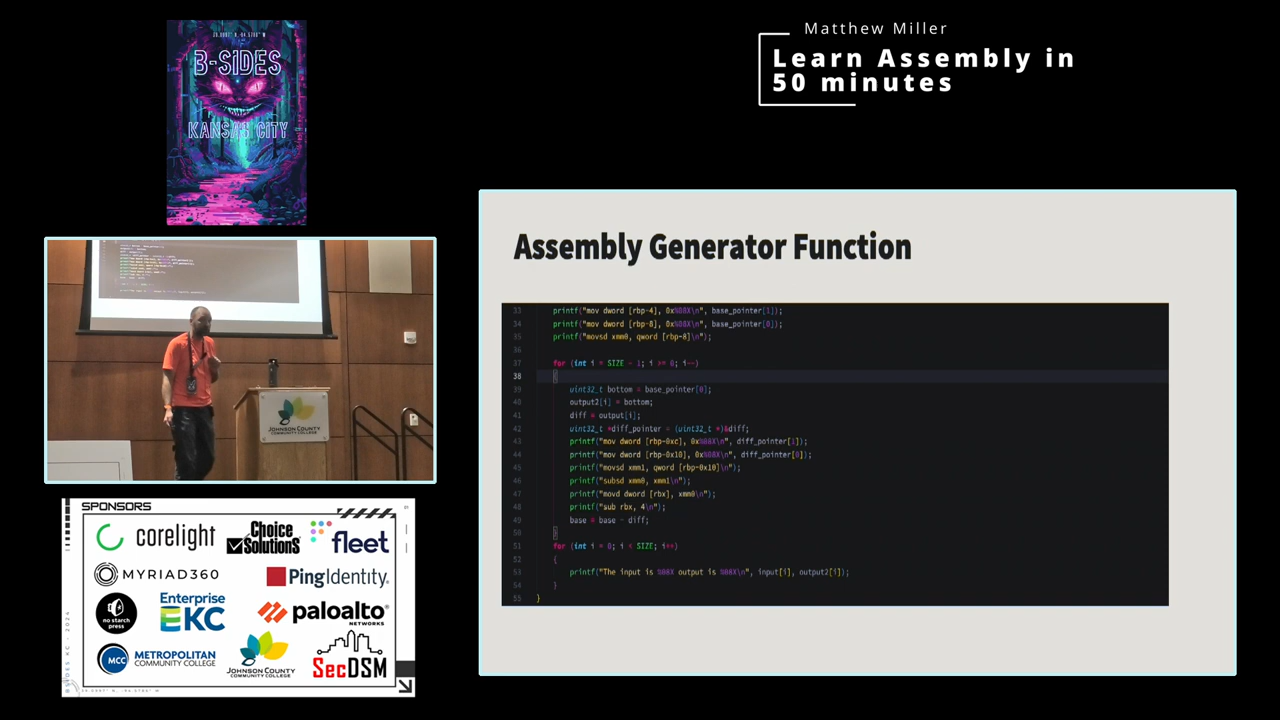 Matthew Miller
Learn Assembly in
50 minutes
B-SIDES
KANSAS CITY
JOHNSON COUNTY
COMMUNITY COLLEGE
SPONSORS
corelight
Choice
Solutions
fleet
MYRIAD360
PingIdentity.
no starch
press
Enterprise
EKC
paloalto
NETWORKS
MCC
METROPOLITAN
COMMUNITY COLLEGE
JOHNSON COUNTY
COMMUNITY COLLEGE
SecDSM
Assembly Generator Function
33 printf("mov dword [rbp-4], 0x%08X\n", base_pointer[1]);
34 printf("mov dword [rbp-8], 0x%08X\n", base_pointer[0]);
35 printf("movsd xmm0, qword [rbp-8]\n");
36
37 for (int i = SIZE - 1; i >= 0; i--)
38 {
39 uint32_t bottom = base_pointer[0];
40 output2[i] = bottom;
41 diff = output[i];
42 uint32_t *diff_pointer = (uint32_t *)&diff;
43 printf("mov dword [rbp-0xc], 0x%08X\n", diff_pointer[1]);
44 printf("mov dword [rbp-0x10], 0x%08X\n", diff_pointer[0]);
45 printf("movsd xmm1, qword [rbp-0x10]\n");
46 printf("subsd xmm0, xmm1\n");
47 printf("movd dword [rbx], xmm0\n");
48 printf("sub rbx, 4\n");
49 base = base - diff;
50 }
51 for (int i = 0; i < SIZE; i++)
52 {
53 printf("The input is %08X output is %08X\n", input[i], output2[i]);
54 }
55 }